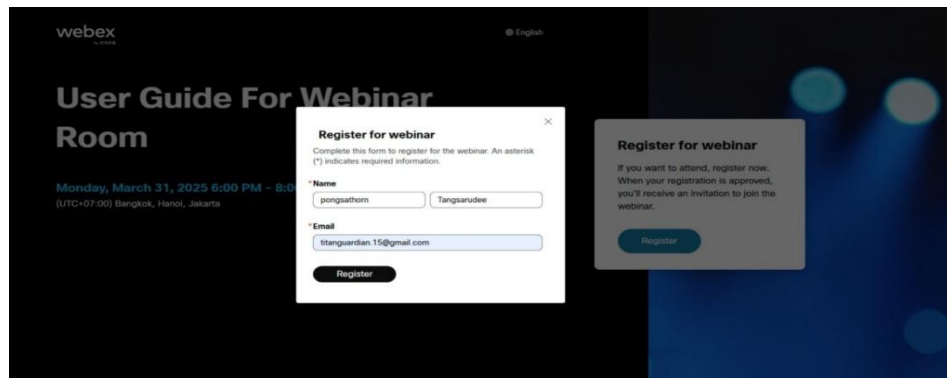 webex
by CISCO
English
User Guide For Webinar
Room
Monday, March 31, 2025 6:00 PM - 8:0
(UTC+07:00) Bangkok, Hanoi, Jakarta
Register for webinar
Complete this form to register for the webinar. An asterisk
(*) indicates required information.
*Name
pongsathorn Tangsarudee
*Email
titanguardian.15@gmail.com
Register
Register for webinar
If you want to attend, register now.
When your registration is approved,
you'll receive an invitation to join the
webinar.
Register